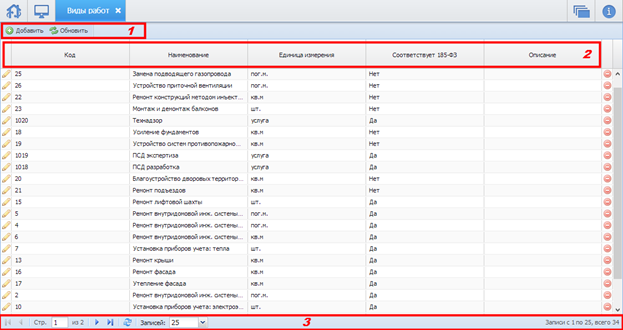 Виды работ
Добавить Обновить 1
Код Наименование Единица измерения Соответствует 185-ФЗ Описание 2
25 Замена подводящего газопровода пог.м. Нет
26 Устройство приточной вентиляции пог.м. Нет
22 Ремонт конструкций методом инъект... кв.м Нет
23 Монтаж и демонтаж балконов шт. Нет
1020 Технадзор услуга Да
18 Усиление фундаментов кв.м Нет
19 Устройство систем противопожарно... кв.м Нет
1019 ПСД экспертиза услуга Да
1018 ПСД разработка услуга Да
20 Благоустройство дворовых территор... кв.м Нет
21 Ремонт подъездов кв.м Нет
15 Ремонт лифтовой шахты шт. Да
5 Ремонт внутридомовой инж. системы... пог.м. Да
4 Ремонт внутридомовой инж. системы... пог.м. Да
6 Ремонт внутридомовой инж. системы... кв.м Да
7 Установка приборов учета: тепла шт. Да
13 Ремонт крыши кв.м Да
16 Ремонт фасада кв.м Да
17 Утепление фасада кв.м Да
2 Ремонт внутридомовой инж. системы... пог.м. Да
10 Установка приборов учета: электроэ... шт. Да
Стр. 1 из 2 Записей: 25 3 Записи с 1 по 25, всего 34